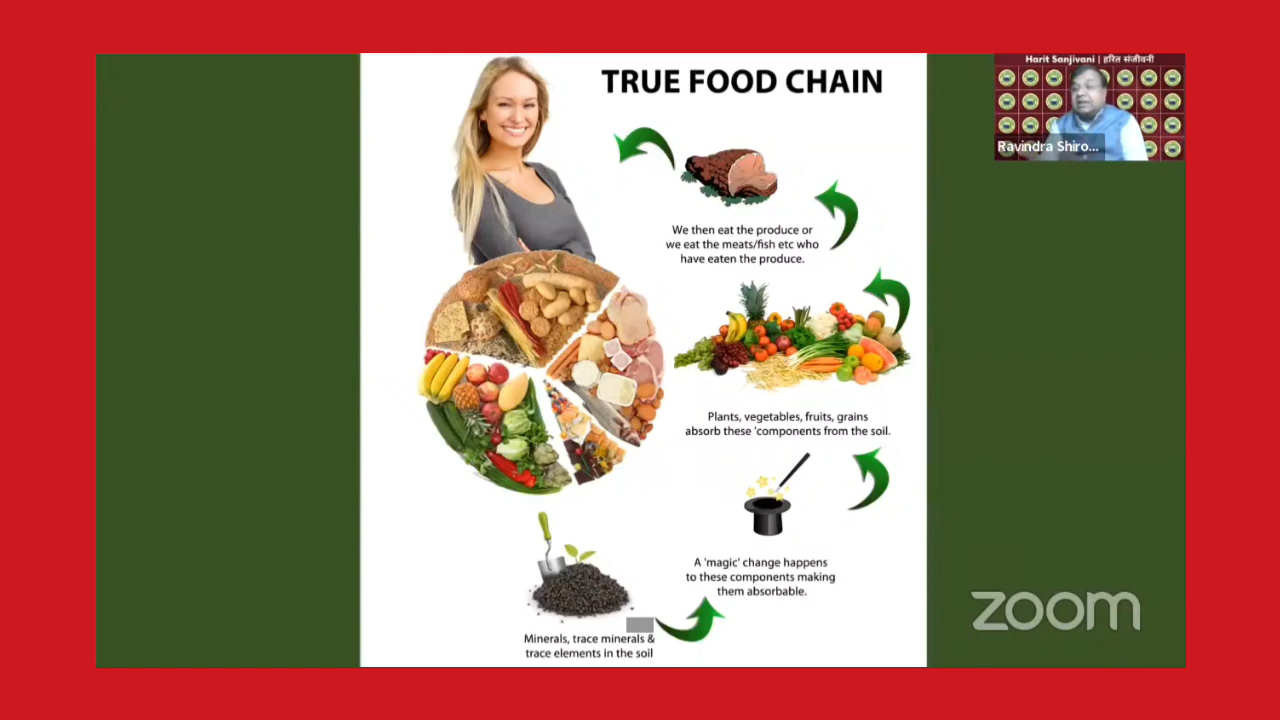 TRUE FOOD CHAIN
Harit Sanjivani | हरित संजीवनी
Ravindra Shiro...
We then eat the produce or
we eat the meats/fish etc who
have eaten the produce.
Plants, vegetables, fruits, grains
absorb these 'components from the soil.
A 'magic' change happens
to these components making
them absorbable.
Minerals, trace minerals &
trace elements in the soil
zoom